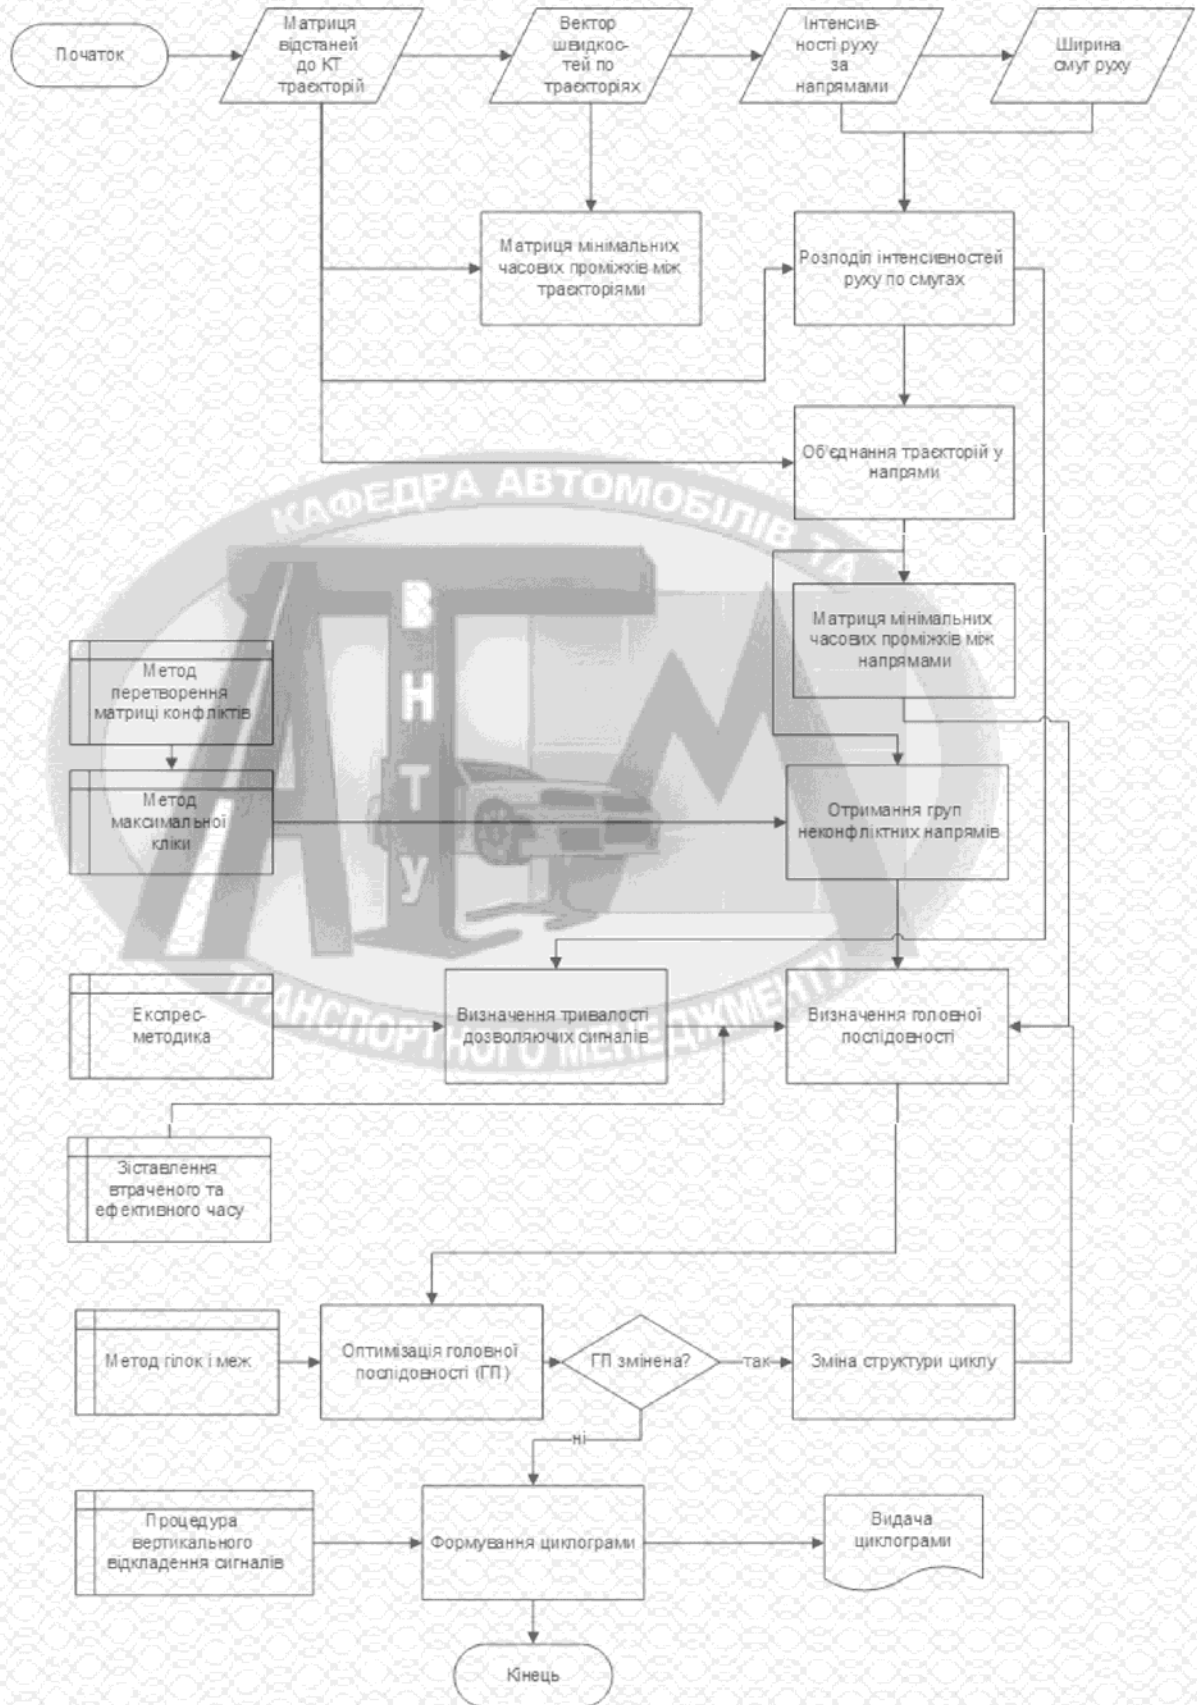 Початок
Матриця
відстаней
до КТ
траєкторій
Вектор
швидкос-
тей по
траєкторіях
Інтенсив-
ності руху
за
напрямами
Ширина
смуг руху
Матриця мінімальних
часових проміжків між
траєкторіями
Розподіл інтенсивностей
руху по смугах
Об'єднання траєкторій у
напрями
КАФЕДРА АВТОМОБІЛІВ ТА
В
Н
Т
У
Матриця мінімальних
часових проміжків між
напрямами
Метод
перетворення
матриці конфліктів
Метод
максимальної
кліки
Отримання груп
неконфліктних напрямів
ТРАНСПОРТНОГО МЕНЕДЖМЕНТУ
Експрес-
методика
Визначення тривалості
дозволяючих сигналів
Визначення головної
послідовності
Зіставлення
втраченого та
ефективного часу
Метод гілок і меж
Оптимізація головної
послідовності (ГП)
ГП змінена?
так
Зміна структури циклу
ні
Процедура
вертикального
відкладення сигналів
Формування циклограми
Видача
циклограми
Кінець